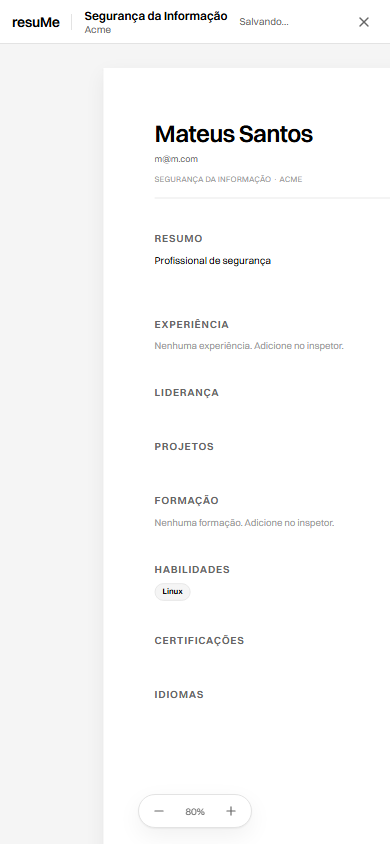 resuMe
Segurança da Informação
Acme
Salvando...
Mateus Santos
m@m.com
SEGURANÇA DA INFORMAÇÃO · ACME
RESUMO
Profissional de segurança
EXPERIÊNCIA
Nenhuma experiência. Adicione no inspetor.
LIDERANÇA
PROJETOS
FORMAÇÃO
Nenhuma formação. Adicione no inspetor.
HABILIDADES
Linux
CERTIFICAÇÕES
IDIOMAS
80%